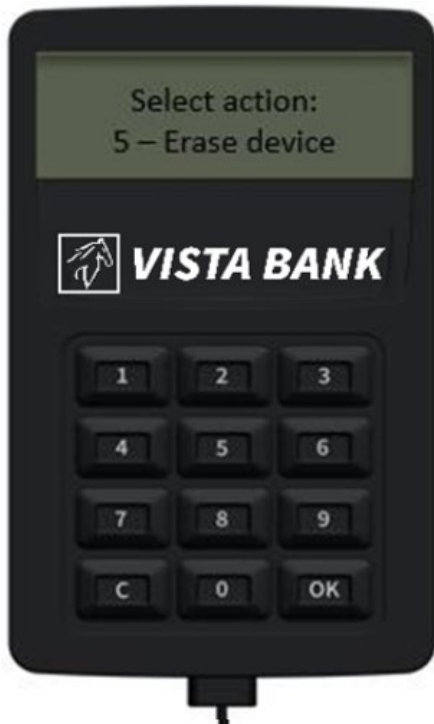 Select action:
5 – Erase device
VISTA BANK
1 2 3
4 5 6
7 8 9
C 0 OK